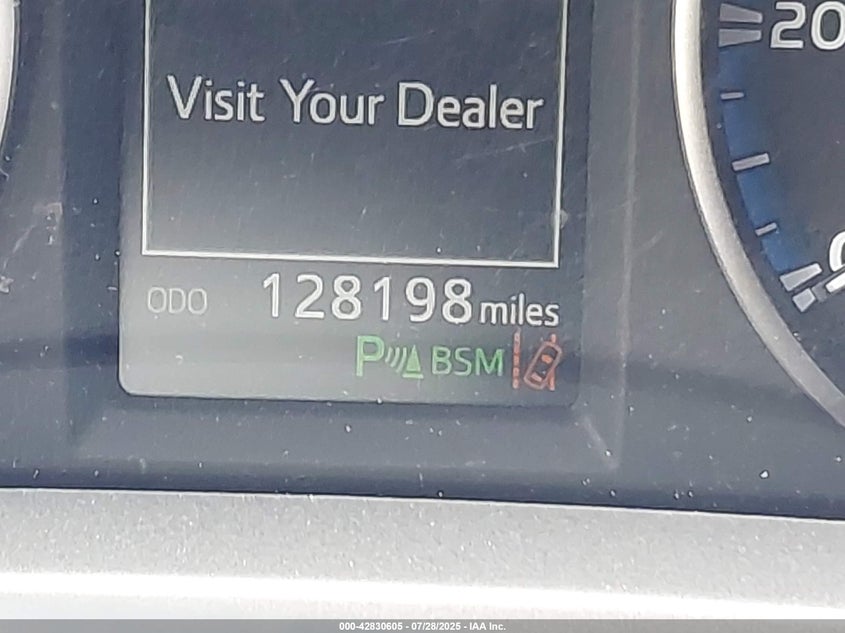 20
Visit Your Dealer
ODO 128198 miles
P BSM
000-42830605 - 07/28/2025 - IAA Inc.